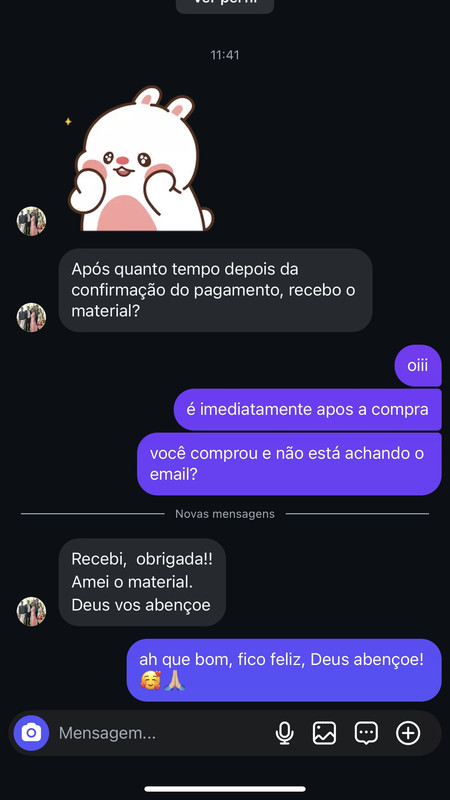 Ver perfil
11:41
Após quanto tempo depois da
confirmação do pagamento, recebo o
material?
oiii
é imediatamente apos a compra
você comprou e não está achando o
email?
Novas mensagens
Recebi,  obrigada!!
Amei o material.
Deus vos abençoe
ah que bom, fico feliz, Deus abençoe!
🥰🙏🏼
Mensagem...